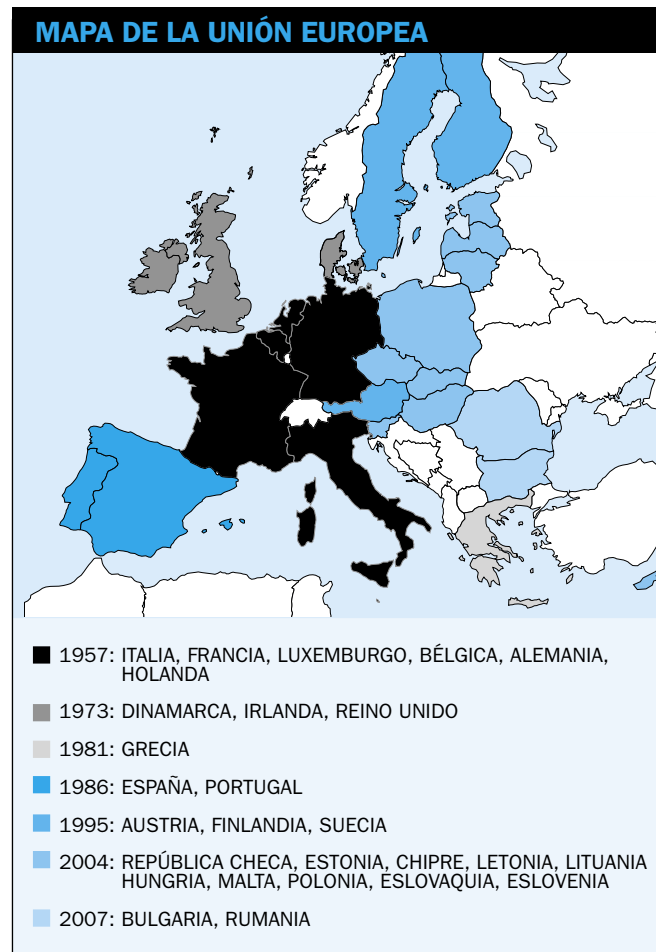 MAPA DE LA UNIÓN EUROPEA
1957: ITALIA, FRANCIA, LUXEMBURGO, BÉLGICA, ALEMANIA,
HOLANDA
1973: DINAMARCA, IRLANDA, REINO UNIDO
1981: GRECIA
1986: ESPAÑA, PORTUGAL
1995: AUSTRIA, FINLANDIA, SUECIA
2004: REPÚBLICA CHECA, ESTONIA, CHIPRE, LETONIA, LITUANIA
HUNGRIA, MALTA, POLONIA, ESLOVAQUIA, ESLOVENIA
2007: BULGARIA, RUMANIA